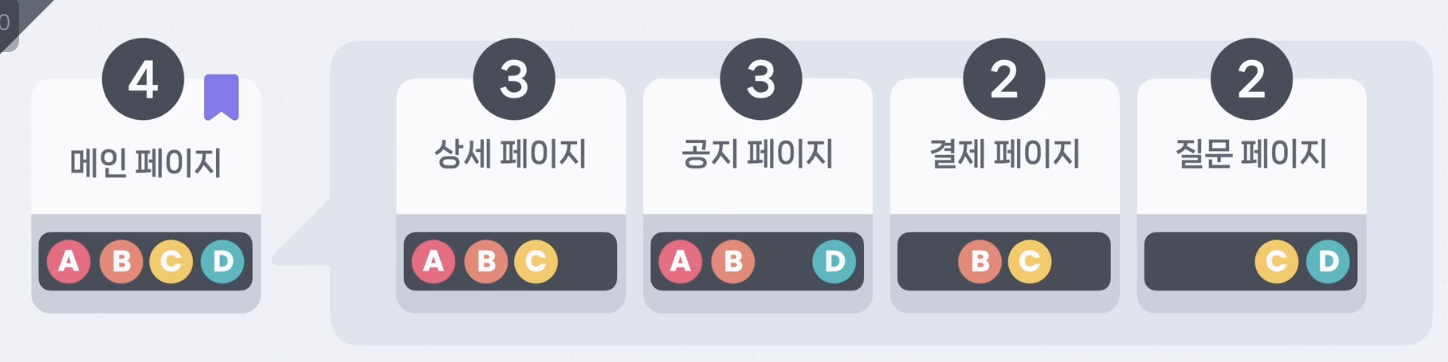 0
4
메인 페이지
A B C D
3
상세 페이지
A B C
3
공지 페이지
A B D
2
결제 페이지
B C
2
질문 페이지
C D